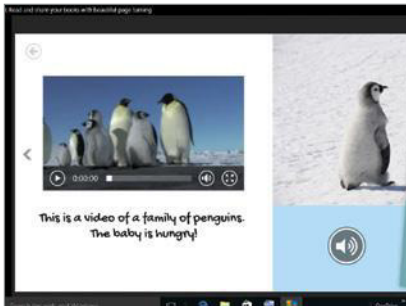 Read and share your books with beautiful page turning
0:00:00
This is a video of a family of penguins.
The baby is hungry!